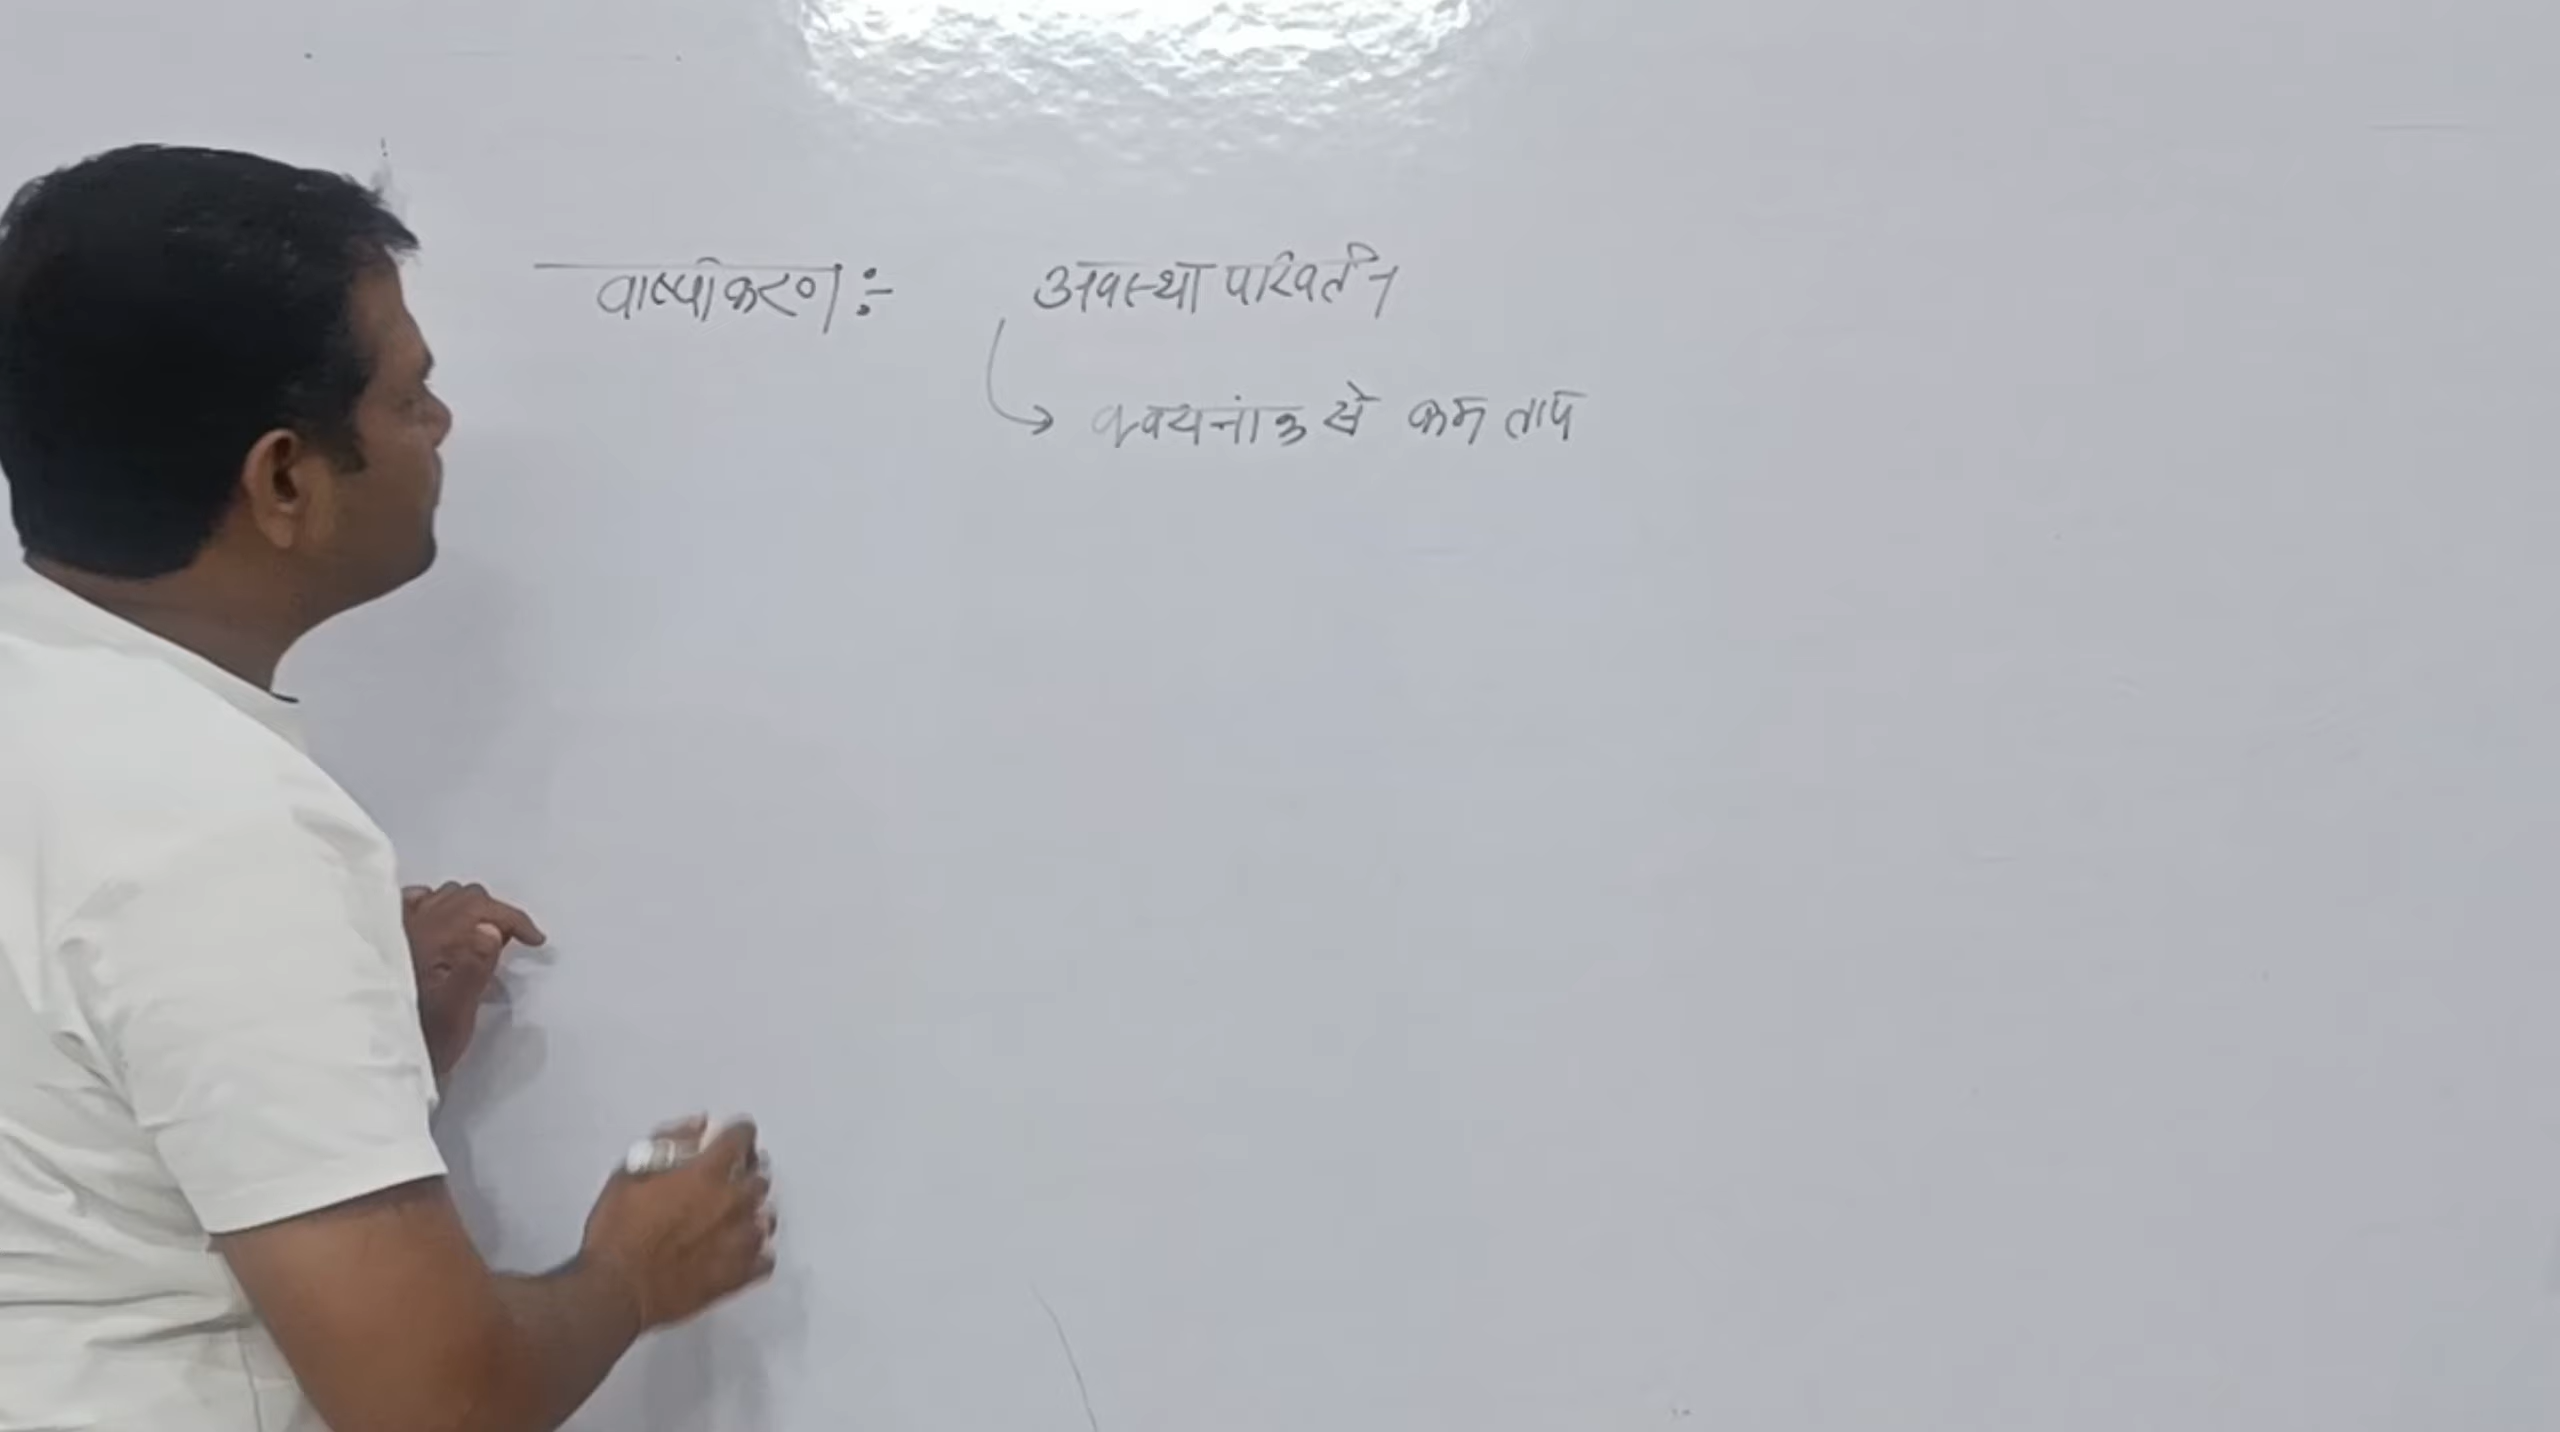 वाष्पीकरण :- अवस्था परिवर्तन
→ क्वथनांक से कम ताप